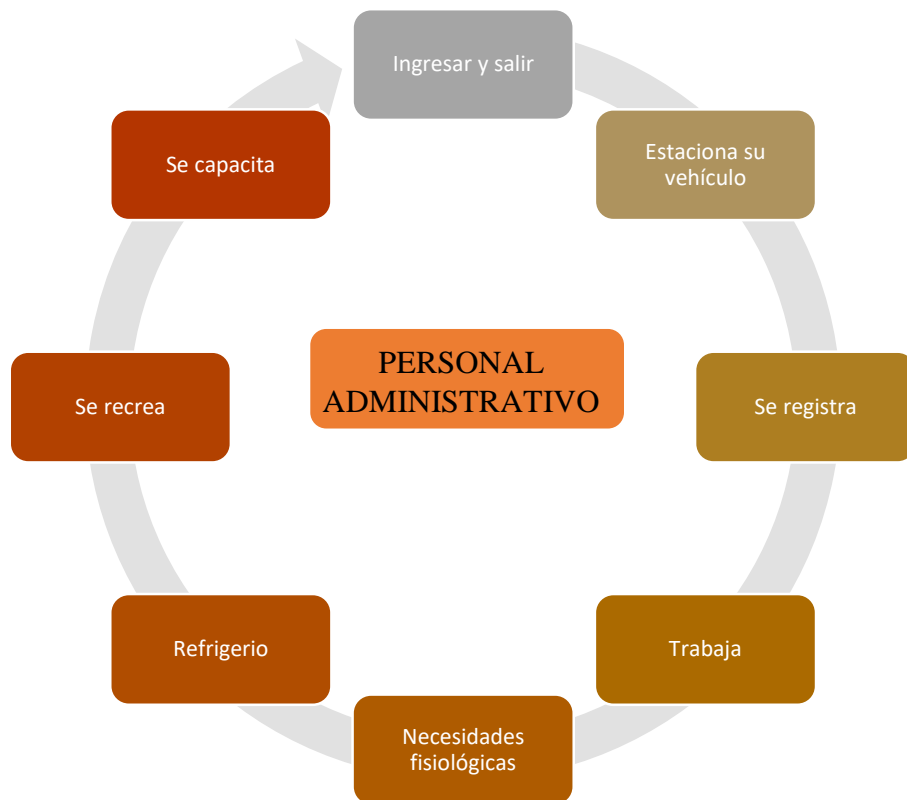 Ingresar y salir
Estaciona su
vehículo
Se registra
Trabaja
Necesidades
fisiológicas
Refrigerio
Se recrea
Se capacita
PERSONAL
ADMINISTRATIVO